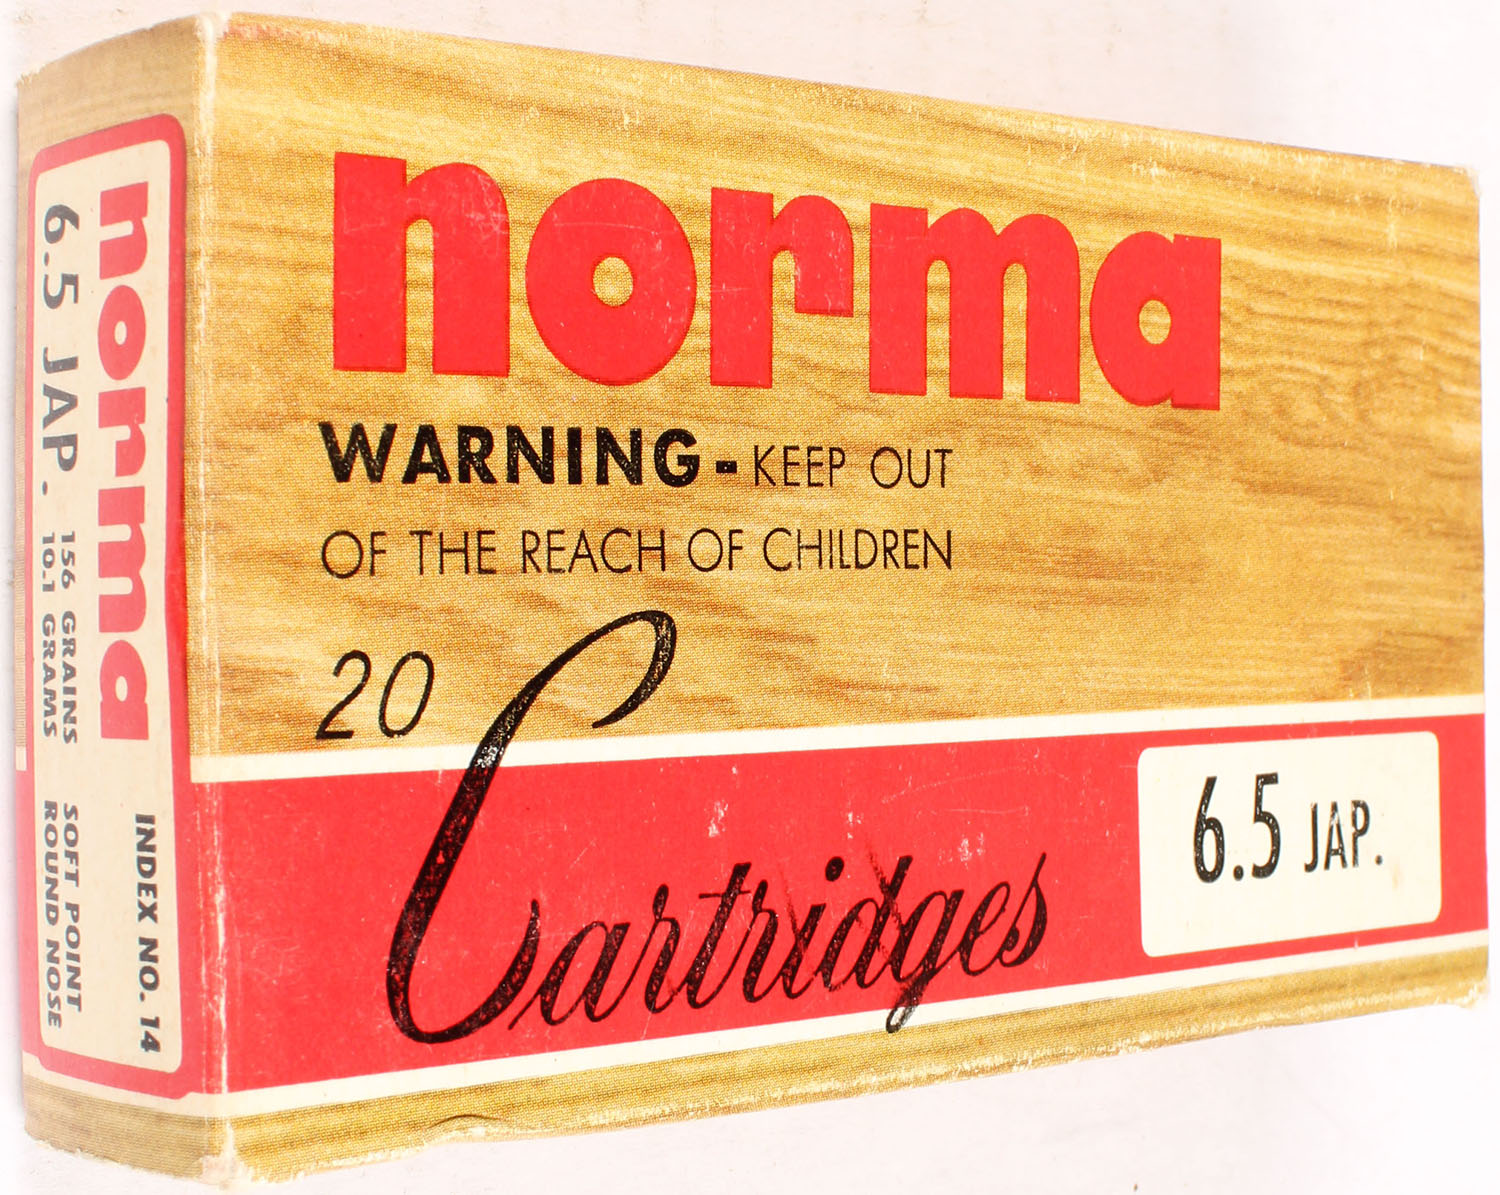 norma
WARNING - KEEP OUT
OF THE REACH OF CHILDREN
20 Cartridges
6.5 JAP.
norma
INDEX NO. 14
6.5 JAP. 156 GRAINS SOFT POINT
10.1 GRAMS ROUND NOSE